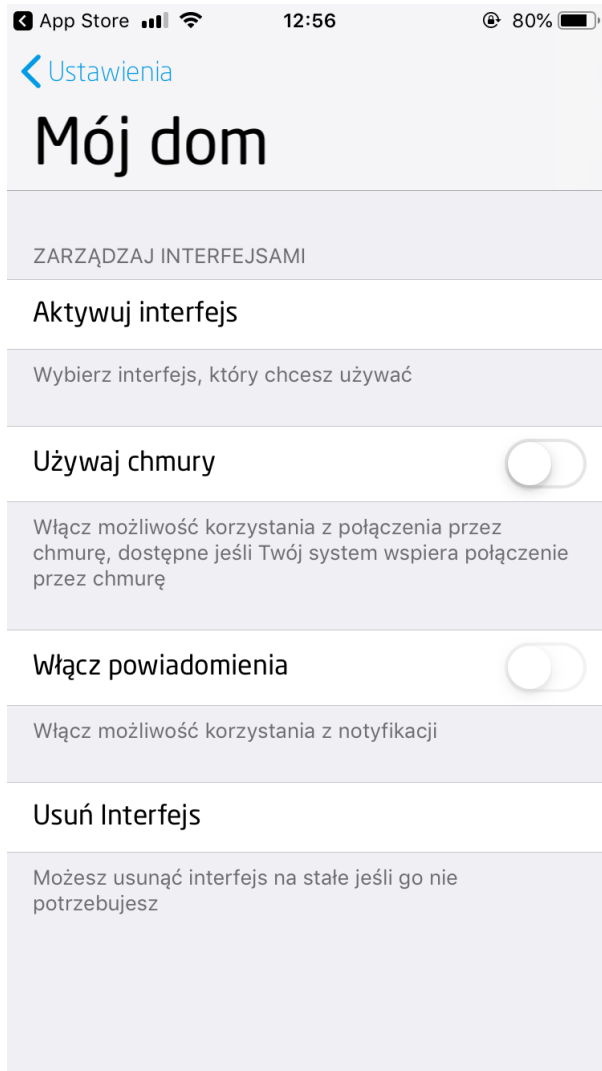 App Store 12:56 80%
Ustawienia
Mój dom
ZARZĄDZAJ INTERFEJSAMI
Aktywuj interfejs
Wybierz interfejs, który chcesz używać
Używaj chmury
Włącz możliwość korzystania z połączenia przez
chmurę, dostępne jeśli Twój system wspiera połączenie
przez chmurę
Włącz powiadomienia
Włącz możliwość korzystania z notyfikacji
Usuń Interfejs
Możesz usunąć interfejs na stałe jeśli go nie
potrzebujesz